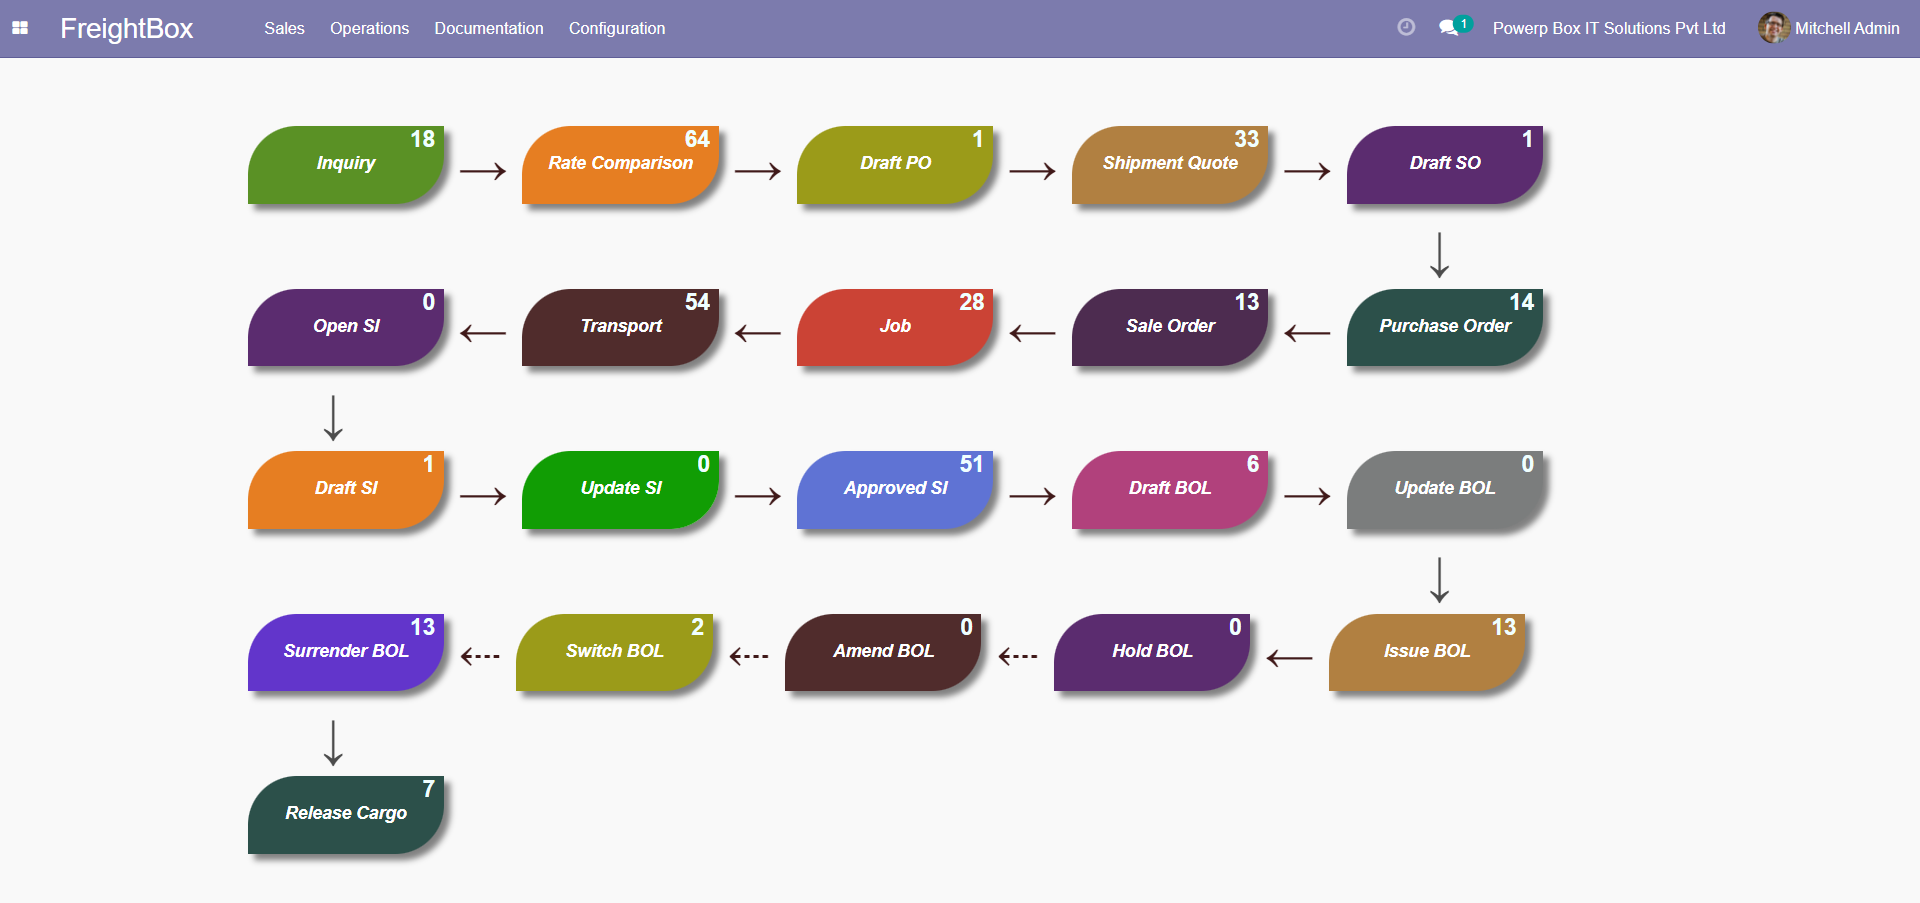 FreightBox
Sales Operations Documentation Configuration
1
Powerp Box IT Solutions Pvt Ltd
Mitchell Admin
18
Inquiry
64
Rate Comparison
1
Draft PO
33
Shipment Quote
1
Draft SO
0
Open SI
54
Transport
28
Job
13
Sale Order
14
Purchase Order
1
Draft SI
0
Update SI
51
Approved SI
6
Draft BOL
0
Update BOL
13
Surrender BOL
2
Switch BOL
0
Amend BOL
0
Hold BOL
13
Issue BOL
7
Release Cargo